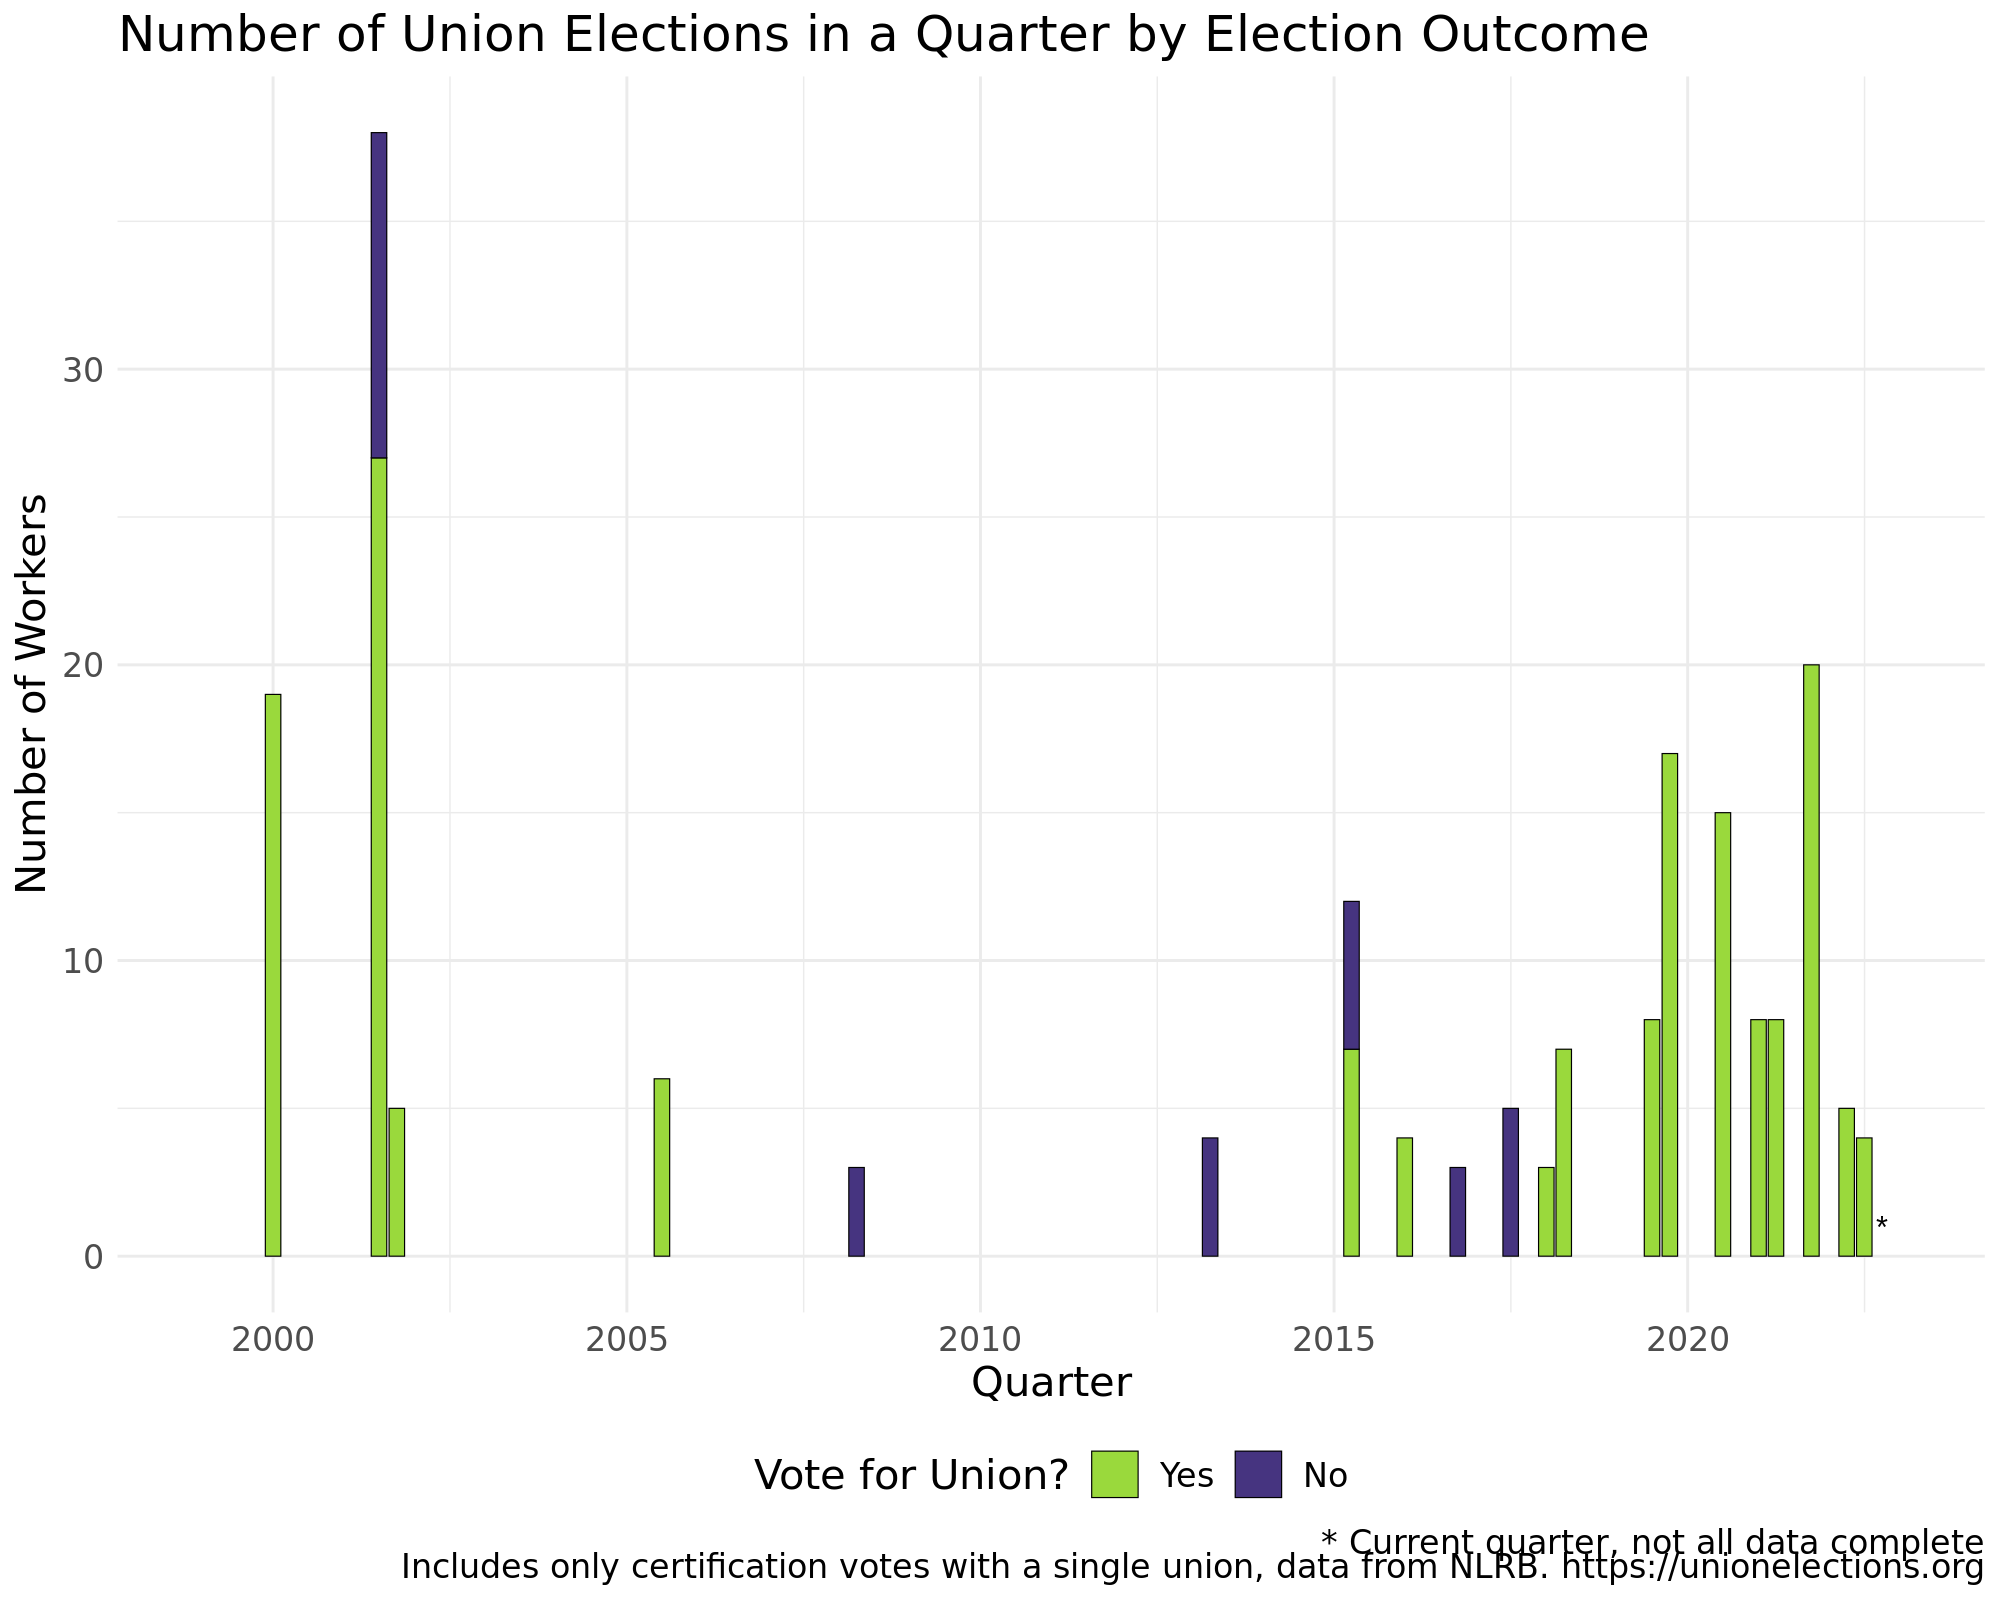 Number of Union Elections in a Quarter by Election Outcome
Number of Workers
30
20
10
0
*
2000 2005 2010 2015 2020
Quarter
Vote for Union? Yes No
* Current quarter, not all data complete
Includes only certification votes with a single union, data from NLRB. https://unionelections.org